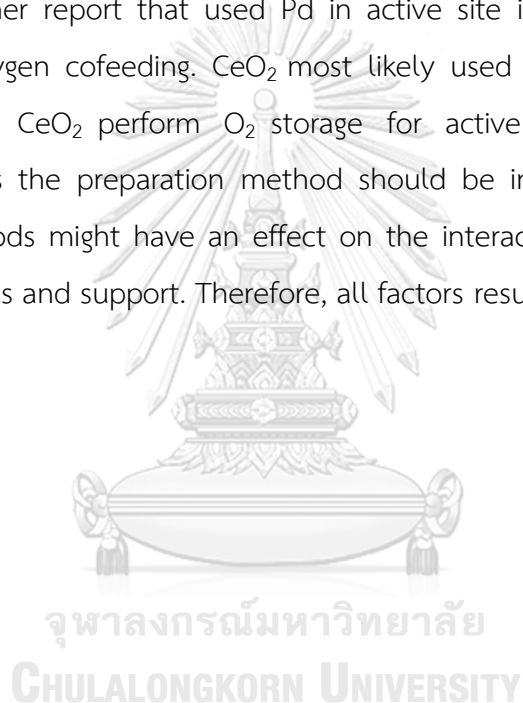 her report that used Pd in active site i
ygen cofeeding. CeO₂ most likely used
CeO₂ perform O₂ storage for active
s the preparation method should be in
ods might have an effect on the interac
ts and support. Therefore, all factors resu
จุฬาลงกรณ์มหาวิทยาลัย
CHULALONGKORN UNIVERSITY